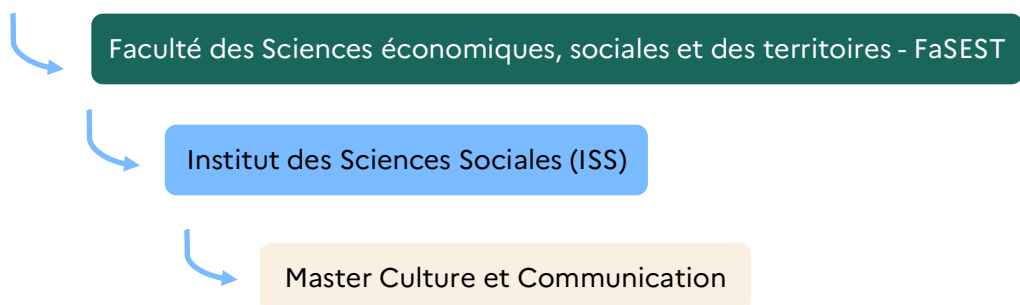 Faculté des Sciences économiques, sociales et des territoires - FaSEST
Institut des Sciences Sociales (ISS)
Master Culture et Communication